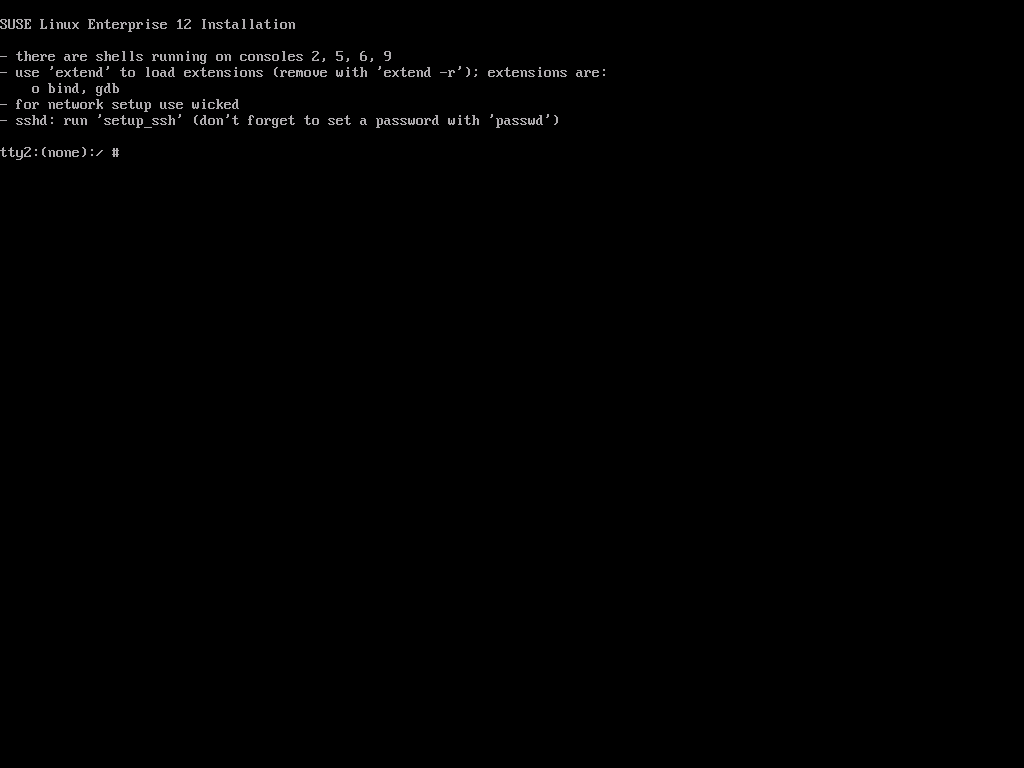 SUSE Linux Enterprise 12 Installation
- there are shells running on consoles 2, 5, 6, 9
- use 'extend' to load extensions (remove with 'extend -r'); extensions are:
o bind, gdb
- for network setup use wicked
- sshd: run 'setup_ssh' (don't forget to set a password with 'passwd')
tty2:(none):/ #